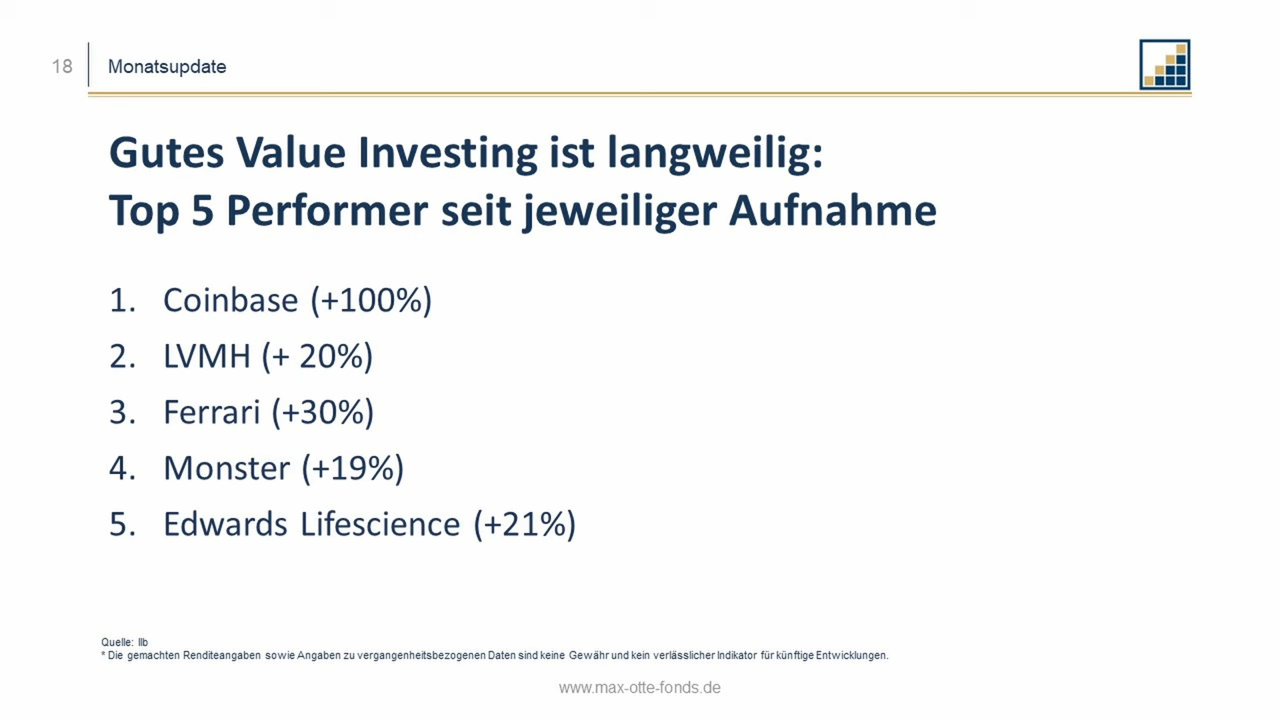 18
Monatsupdate
Gutes Value Investing ist langweilig:
Top 5 Performer seit jeweiliger Aufnahme
1. Coinbase (+100%)
2. LVMH (+ 20%)
3. Ferrari (+30%)
4. Monster (+19%)
5. Edwards Lifescience (+21%)
Quelle: llb
* Die gemachten Renditeangaben sowie Angaben zu vergangenheitsbezogenen Daten sind keine Gewähr und kein verlässlicher Indikator für künftige Entwicklungen.
www.max-otte-fonds.de